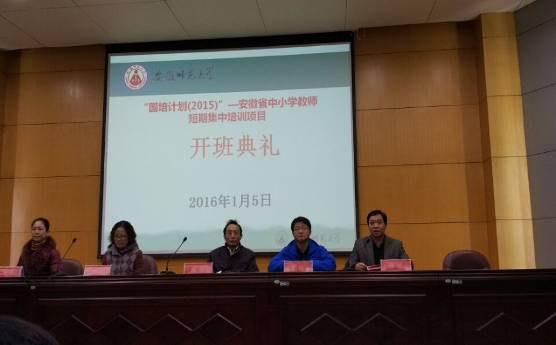 安徽师范大学
“国培计划(2015)”—安徽省中小学教师
短期集中培训项目
开班典礼
2016年1月5日